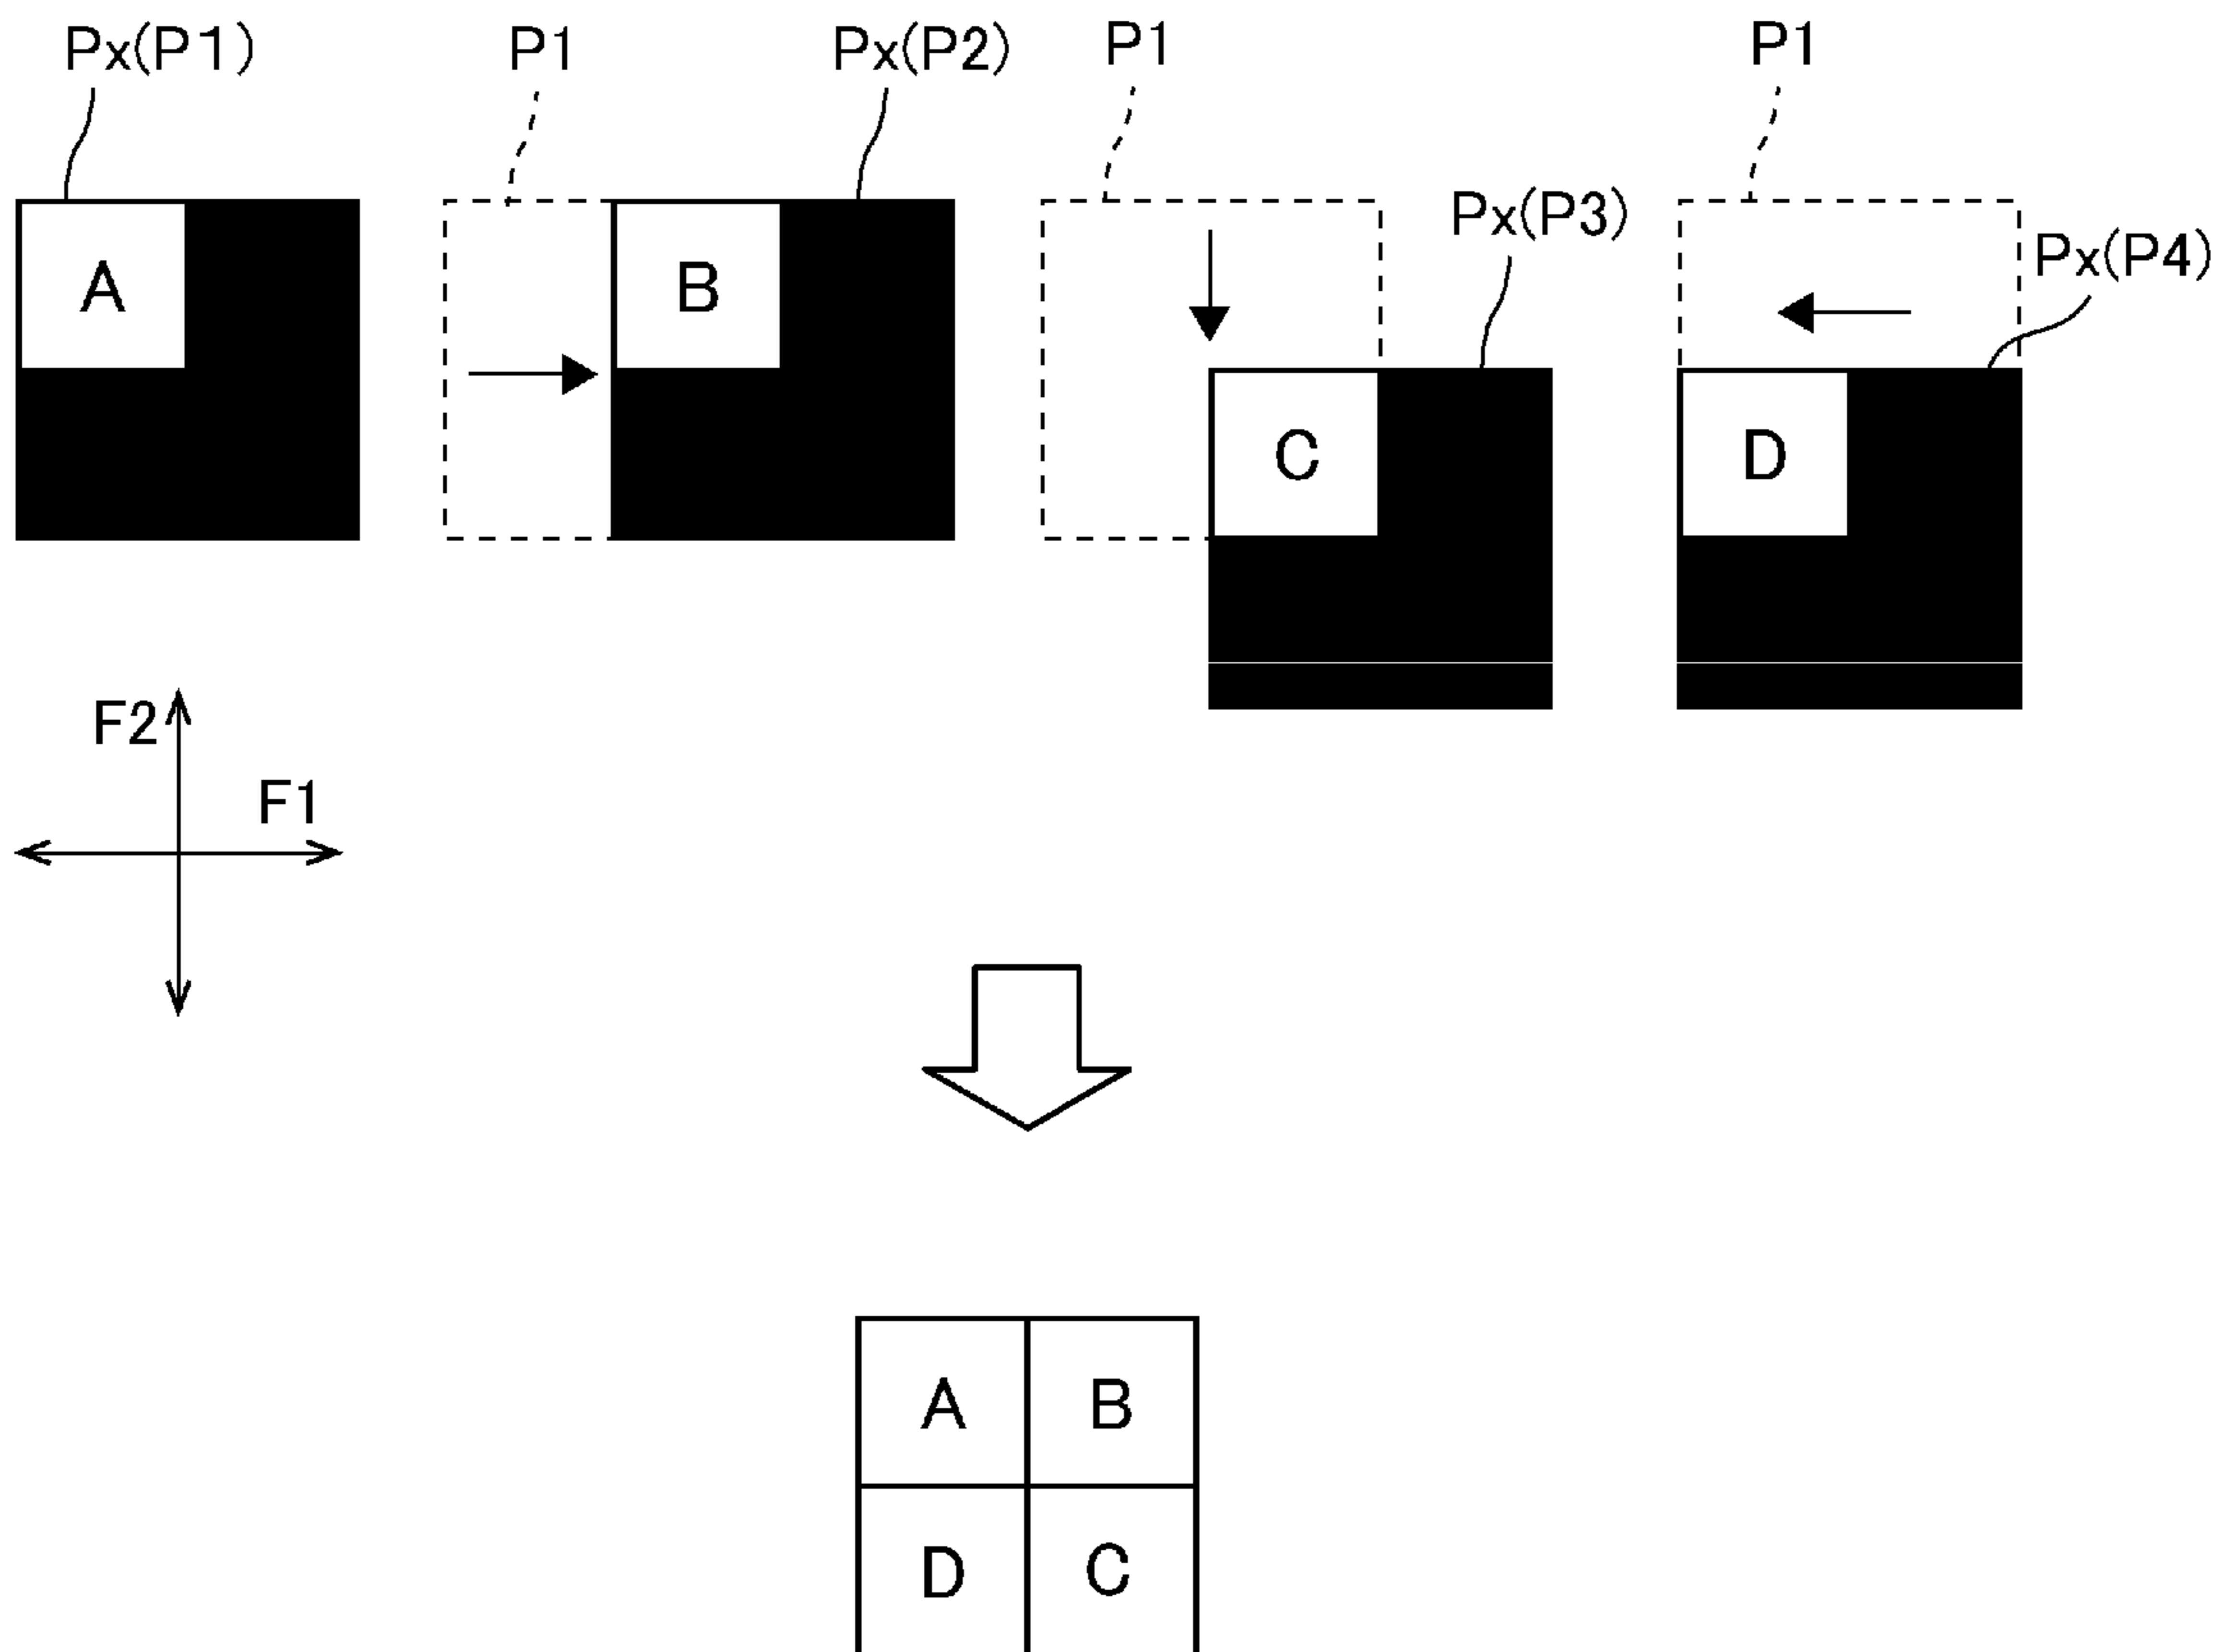 Px(P1) P1 Px(P2) P1 P1
Px(P3)
Px(P4)
A B
C D
F2
F1
A B
D C